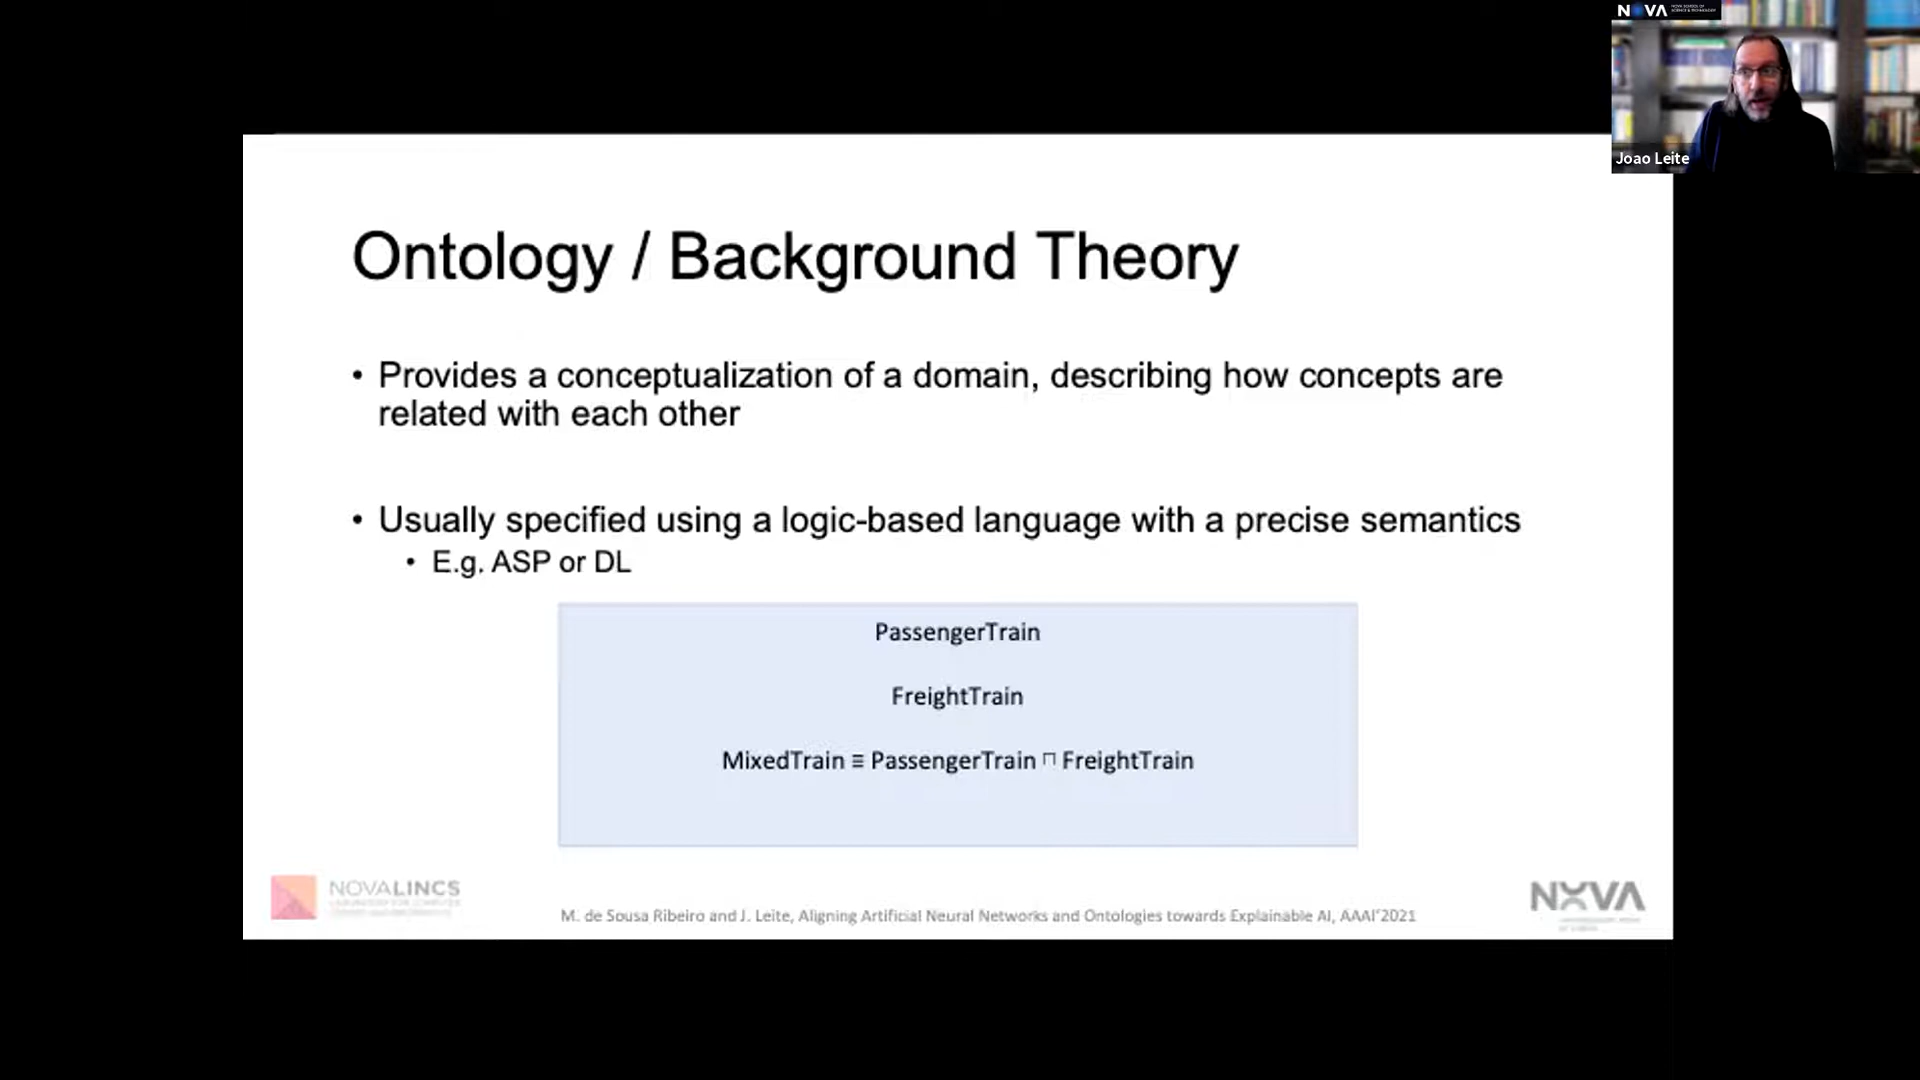 NOVA
Joao Leite
Ontology / Background Theory
• Provides a conceptualization of a domain, describing how concepts are
related with each other
• Usually specified using a logic-based language with a precise semantics
• E.g. ASP or DL
PassengerTrain
FreightTrain
MixedTrain ≡ PassengerTrain ⊓ FreightTrain
NOVALINCS
M. de Sousa Ribeiro and J. Leite, Aligning Artificial Neural Networks and Ontologies towards Explainable AI, AAAI'2021
NOVA